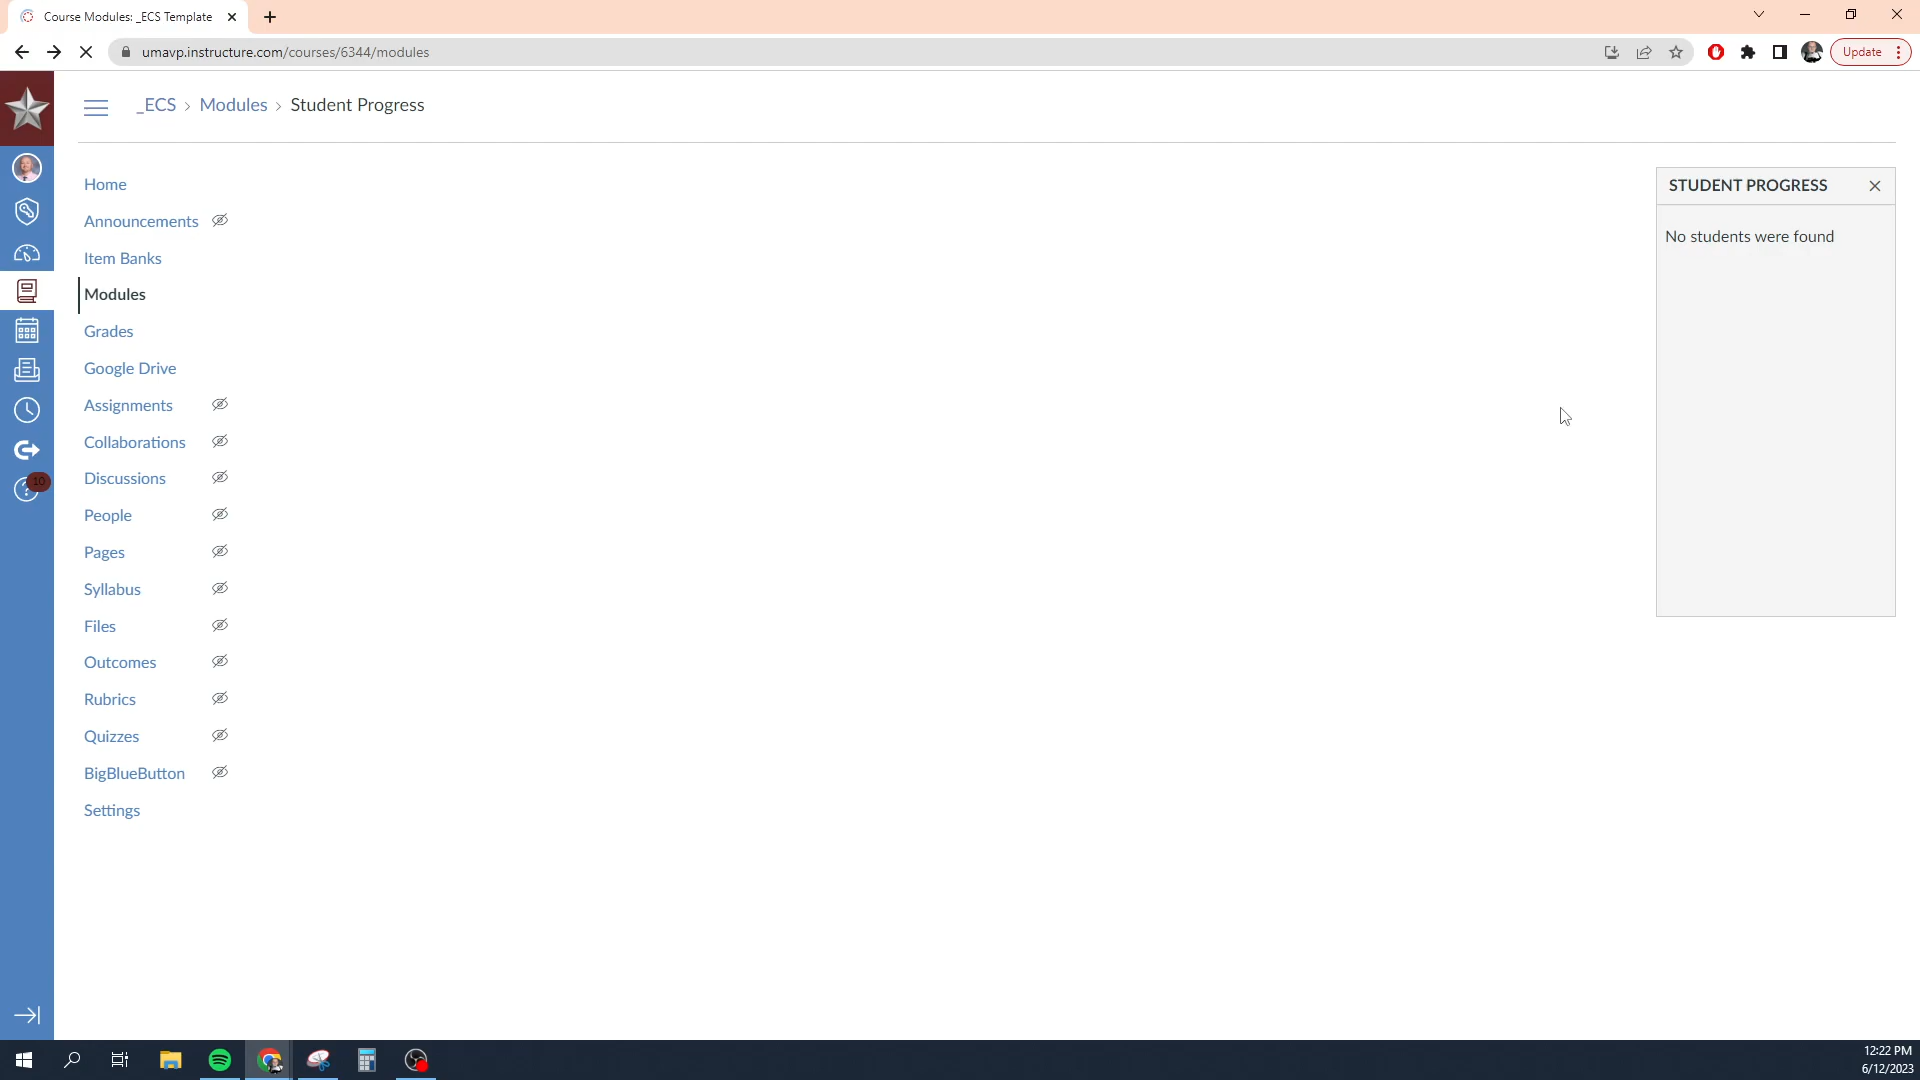 Course Modules: _ECS Template
umavp.instructure.com/courses/6344/modules
Update
_ECS › Modules › Student Progress
Home
Announcements
Item Banks
Modules
Grades
Google Drive
Assignments
Collaborations
Discussions
People
Pages
Syllabus
Files
Outcomes
Rubrics
Quizzes
BigBlueButton
Settings
10
STUDENT PROGRESS
No students were found
12:22 PM
6/12/2023